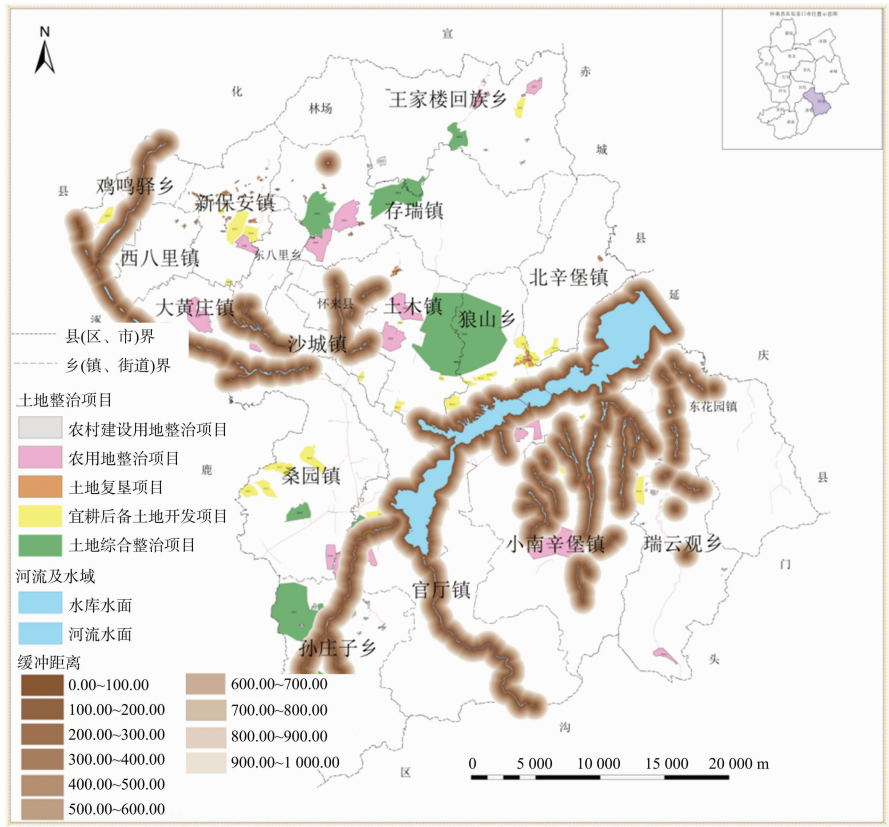 N
宣
化
赤
林场
王家楼回族乡
城
县
鸡鸣驿乡
新保安镇
存瑞镇
西八里镇
东八里乡
县
北辛堡镇
延
大黄庄镇
怀来县
土木镇
狼山乡
涿
沙城镇
庆
东花园镇
鹿
桑园镇
县
小南辛堡镇
瑞云观乡
门
官厅镇
孙庄子乡
头
沟
区
县(区、市)界
乡(镇、街道)界
土地整治项目
农村建设用地整治项目
农用地整治项目
土地复垦项目
宜耕后备土地开发项目
土地综合整治项目
河流及水域
水库水面
河流水面
缓冲距离
0.00~100.00
100.00~200.00
200.00~300.00
300.00~400.00
400.00~500.00
500.00~600.00
600.00~700.00
700.00~800.00
800.00~900.00
900.00~1 000.00
0 5 000 10 000 15 000 20 000 m